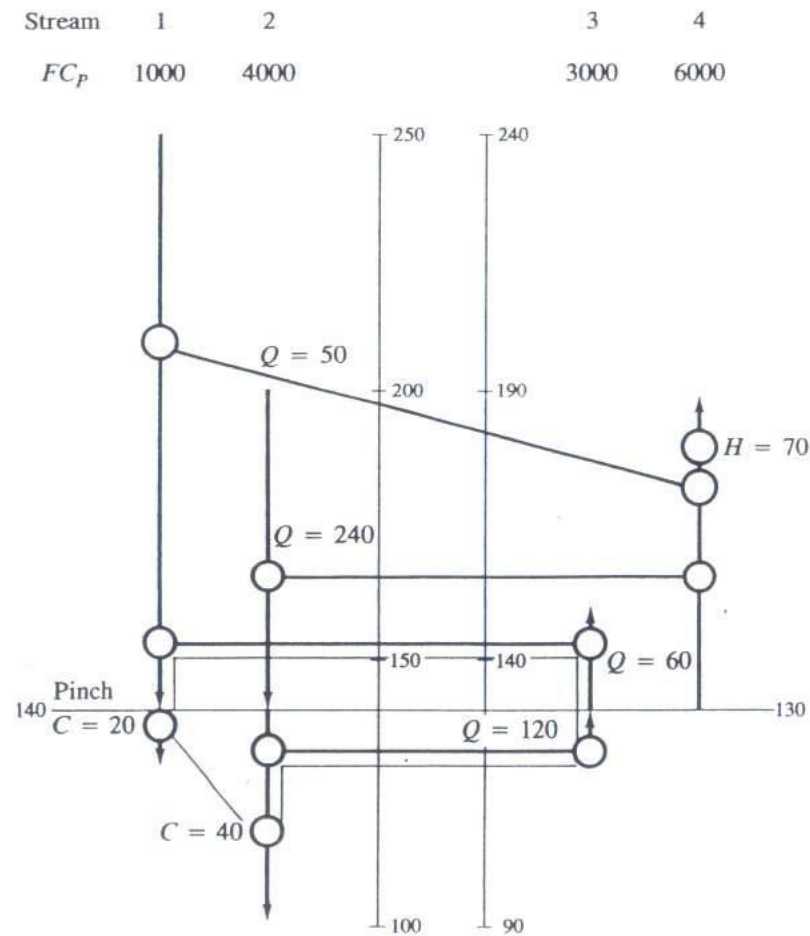 Stream 1 2 3 4
FC_P 1000 4000 3000 6000
250 240
Q = 50
200 190
H = 70
Q = 240
150 140
Q = 60
Pinch
140 130
C = 20
Q = 120
C = 40
100 90